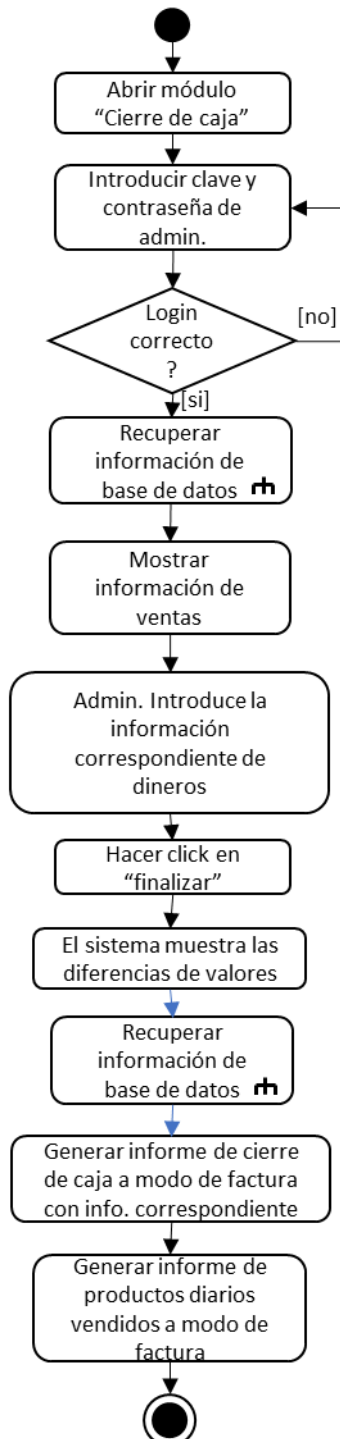 Abrir módulo
“Cierre de caja”
Introducir clave y
contraseña de
admin.
Login
correcto
?
[no]
[si]
Recuperar
información de
base de datos
Mostrar
información de
ventas
Admin. Introduce la
información
correspondiente de
dineros
Hacer click en
“finalizar”
El sistema muestra las
diferencias de valores
Recuperar
información de
base de datos
Generar informe de cierre
de caja a modo de factura
con info. correspondiente
Generar informe de
productos diarios
vendidos a modo de
factura